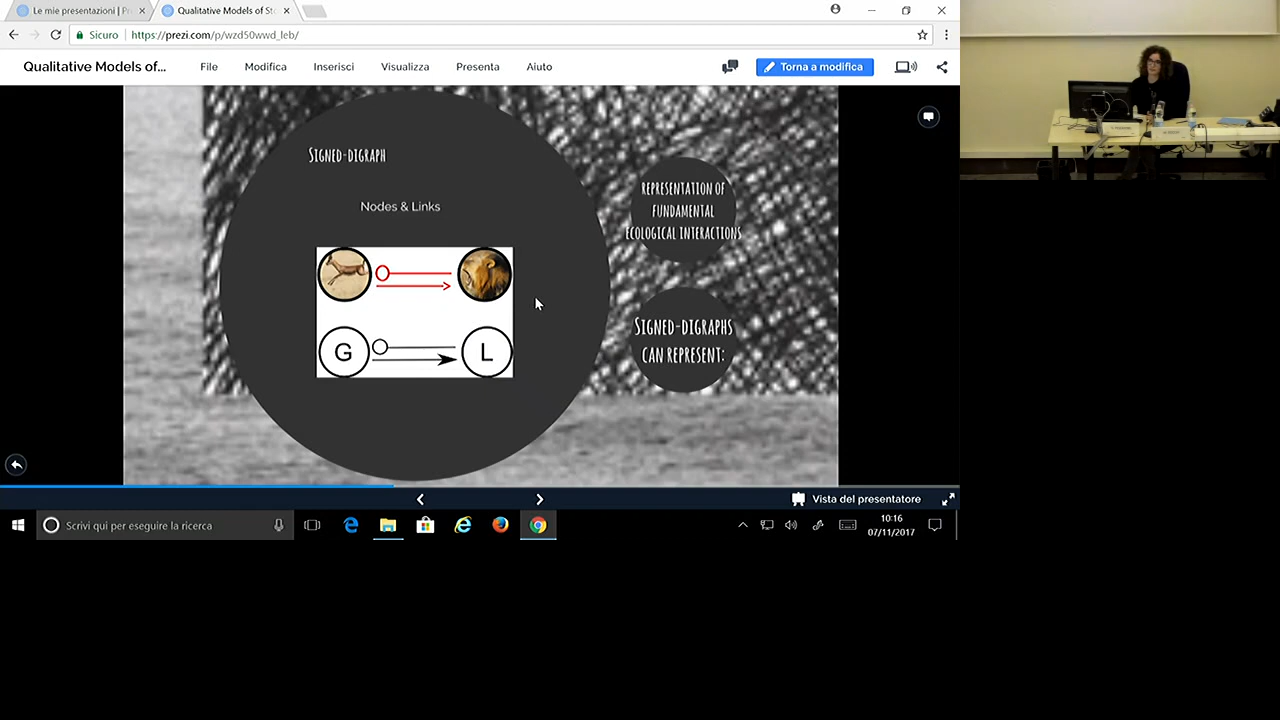 Le mie presentazioni | Pr
Qualitative Models of Sto
Sicuro
https://prezi.com/p/wzd50wwd_leb/
Qualitative Models of...
File
Modifica
Inserisci
Visualizza
Presenta
Aiuto
Torna a modifica
Signed-digraph
Nodes & Links
G
L
Representation of
fundamental
ecological interactions
Signed-digraphs
can represent:
Vista del presentatore
Scrivi qui per eseguire la ricerca
10:16
07/11/2017